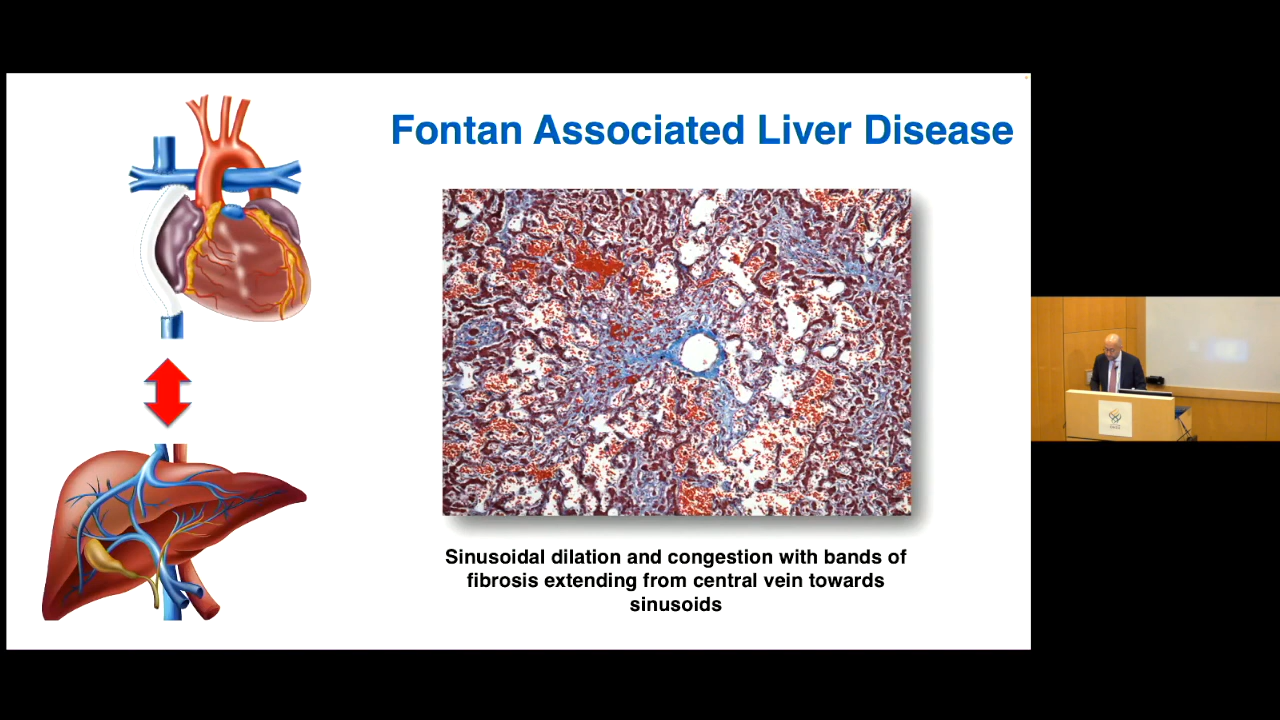 Fontan Associated Liver Disease
Sinusoidal dilation and congestion with bands of
fibrosis extending from central vein towards
sinusoids